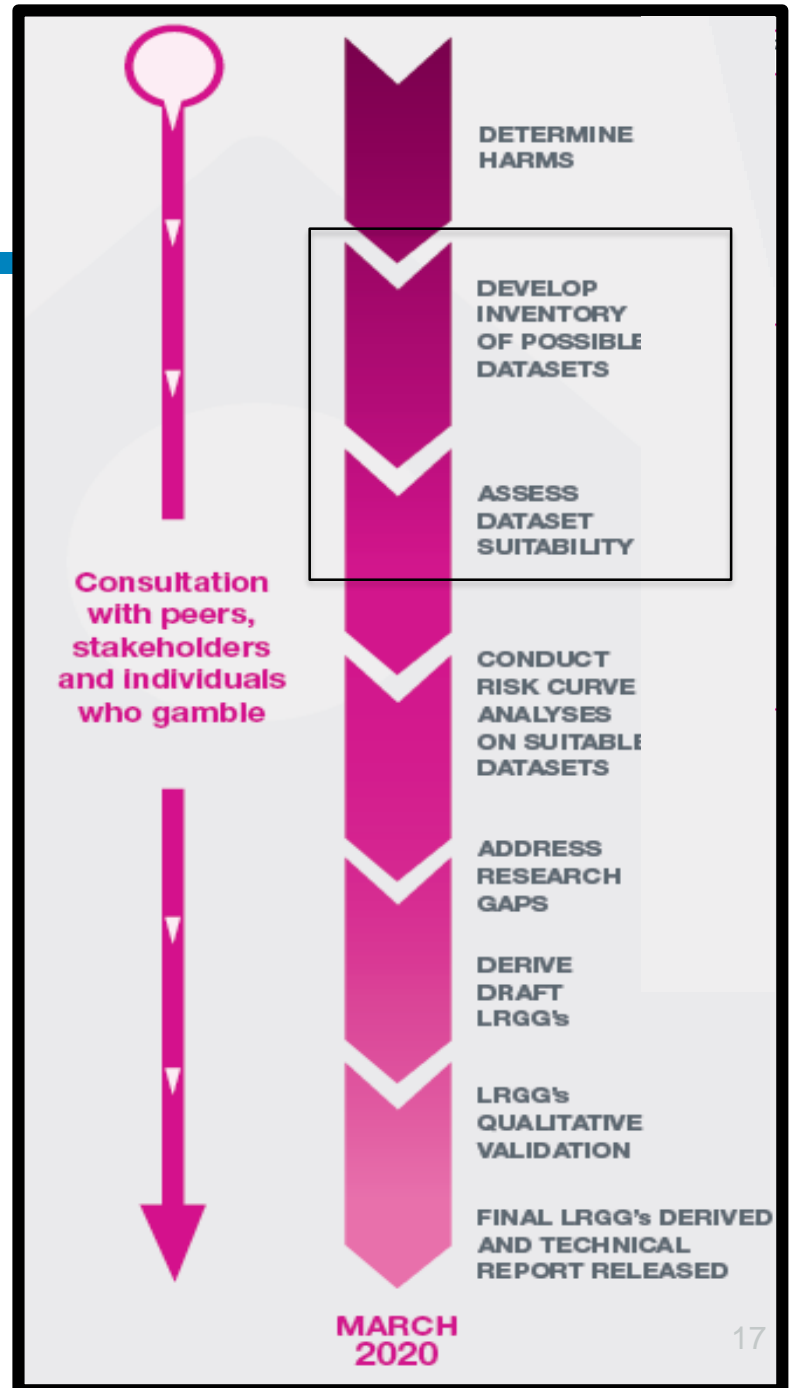 DETERMINE
HARMS
DEVELOP
INVENTORY
OF POSSIBLE
DATASETS
ASSESS
DATASET
SUITABILITY
Consultation
with peers,
stakeholders
and individuals
who gamble
CONDUCT
RISK CURVE
ANALYSES
ON SUITABLE
DATASETS
ADDRESS
RESEARCH
GAPS
DERIVE
DRAFT
LRGG's
LRGG's
QUALITATIVE
VALIDATION
FINAL LRGG's DERIVED
AND TECHNICAL
REPORT RELEASED
MARCH
2020
17